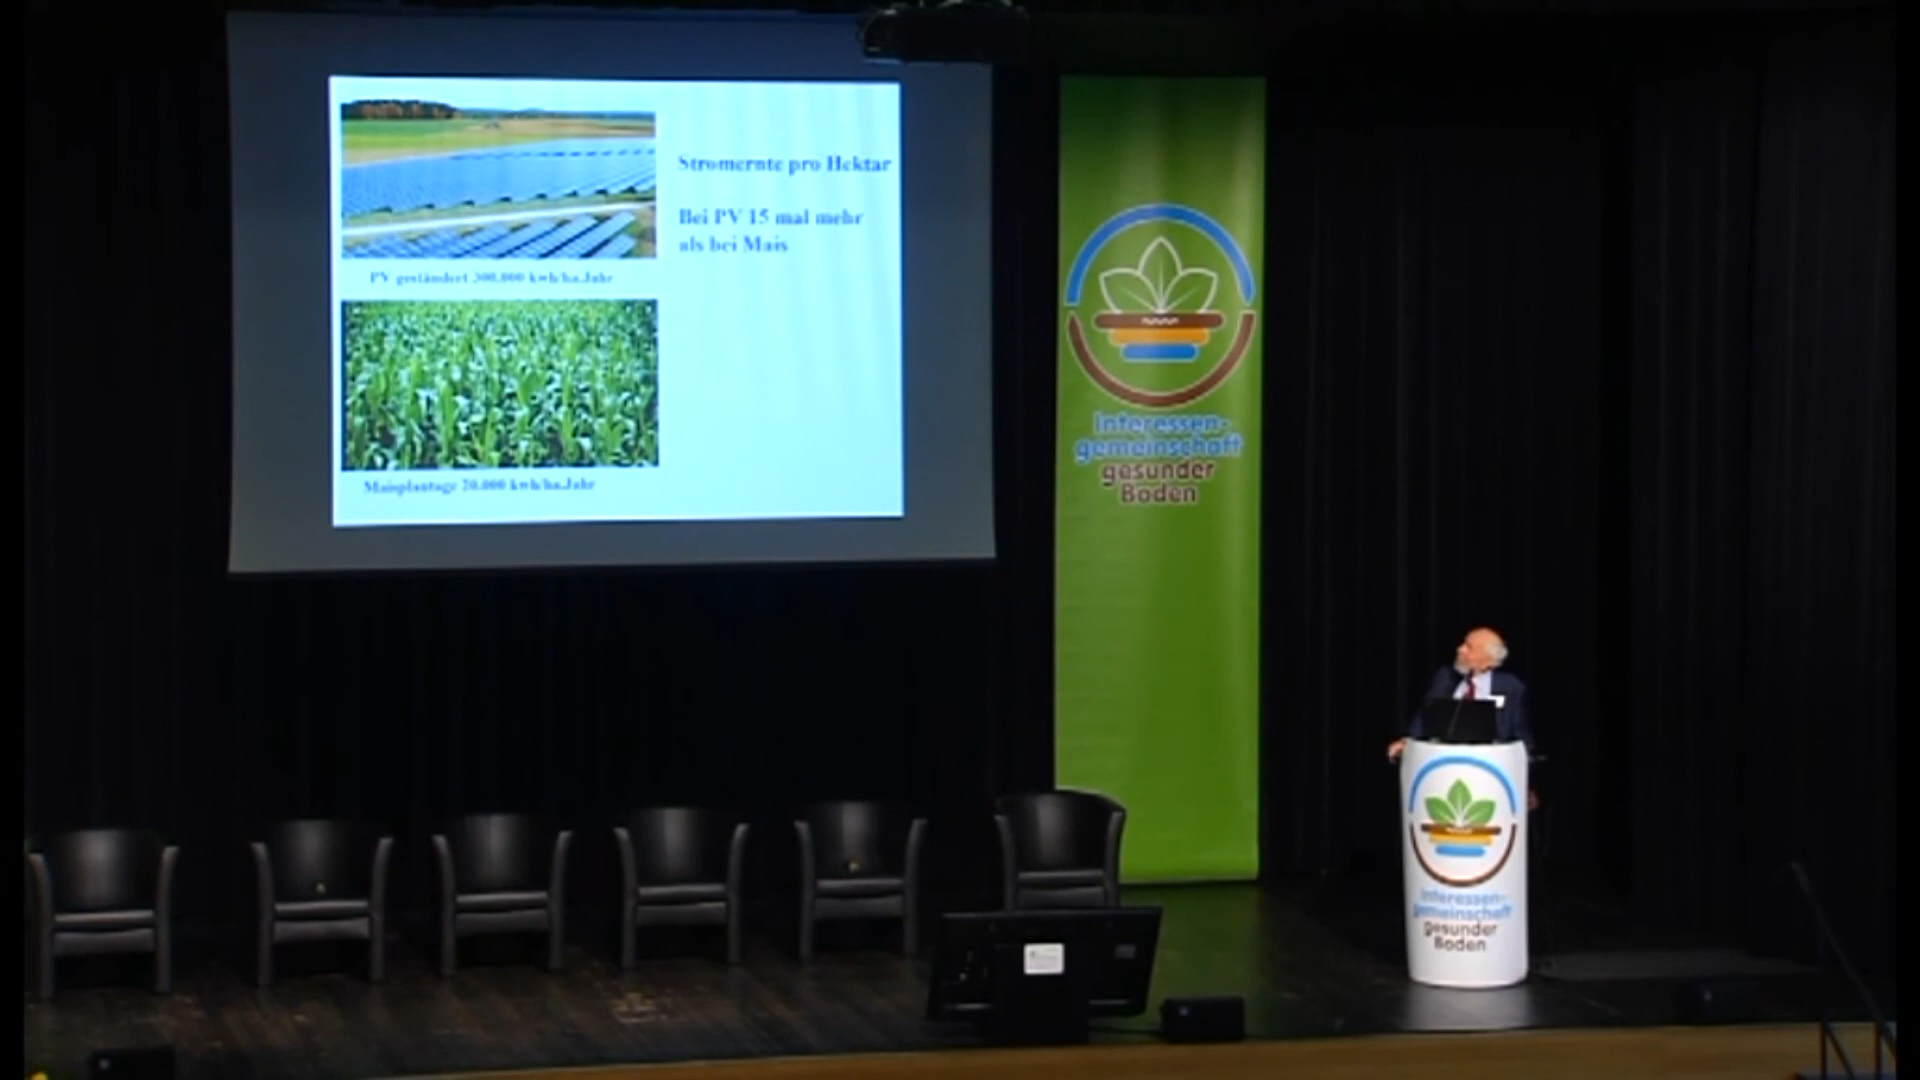 Stromernte pro Hektar
Bei PV 15 mal mehr
als bei Mais
PV geständert 300.000 kwh/ha.Jahr
Maisplantage 20.000 kwh/ha.Jahr
Interessen-
gemeinschaft
gesunder
Boden
Interessen-
gemeinschaft
gesunder
Boden